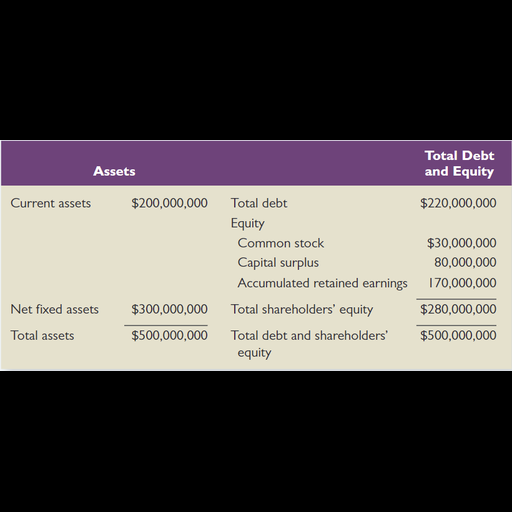 Total Debt
Assets and Equity
Current assets $200,000,000 Total debt $220,000,000
Equity
Common stock $30,000,000
Capital surplus 80,000,000
Accumulated retained earnings 170,000,000
Net fixed assets $300,000,000 Total shareholders' equity $280,000,000
Total assets $500,000,000 Total debt and shareholders' $500,000,000
equity